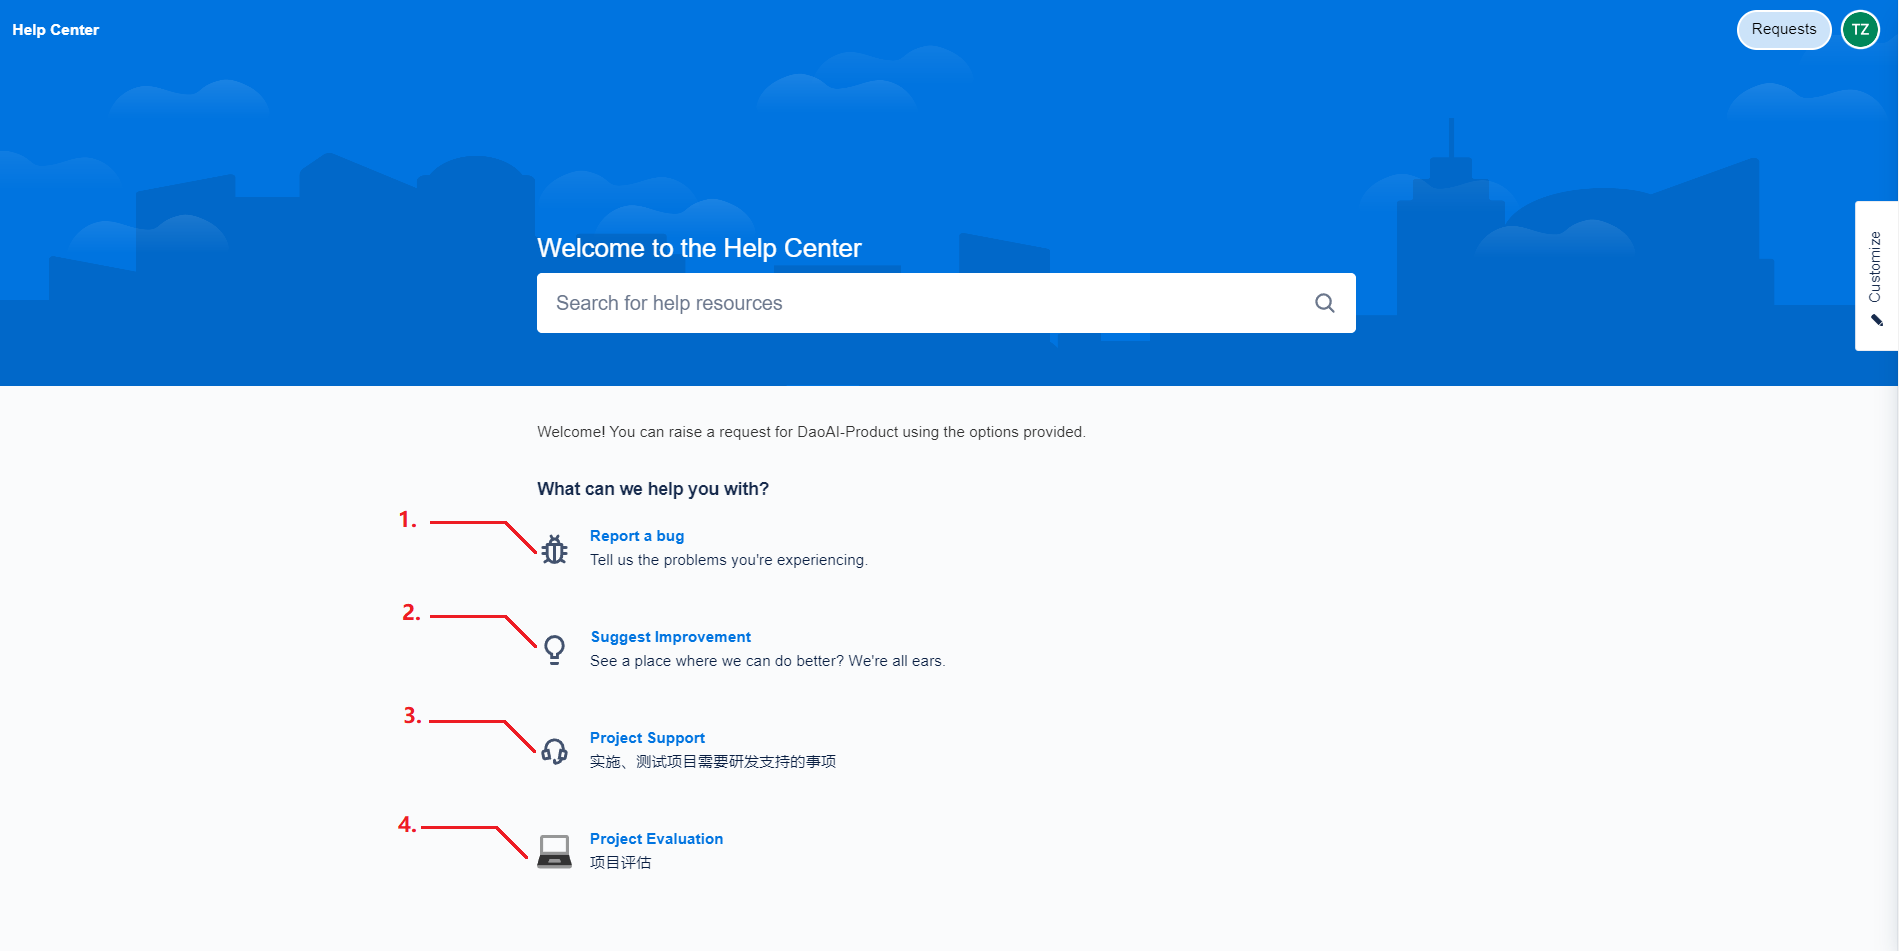 Help Center
Requests
TZ
Customize
Welcome to the Help Center
Search for help resources
Welcome! You can raise a request for DaoAI-Product using the options provided.
What can we help you with?
1.
Report a bug
Tell us the problems you're experiencing.
2.
Suggest Improvement
See a place where we can do better? We're all ears.
3.
Project Support
实施、测试项目需要研发支持的事项
4.
Project Evaluation
项目评估